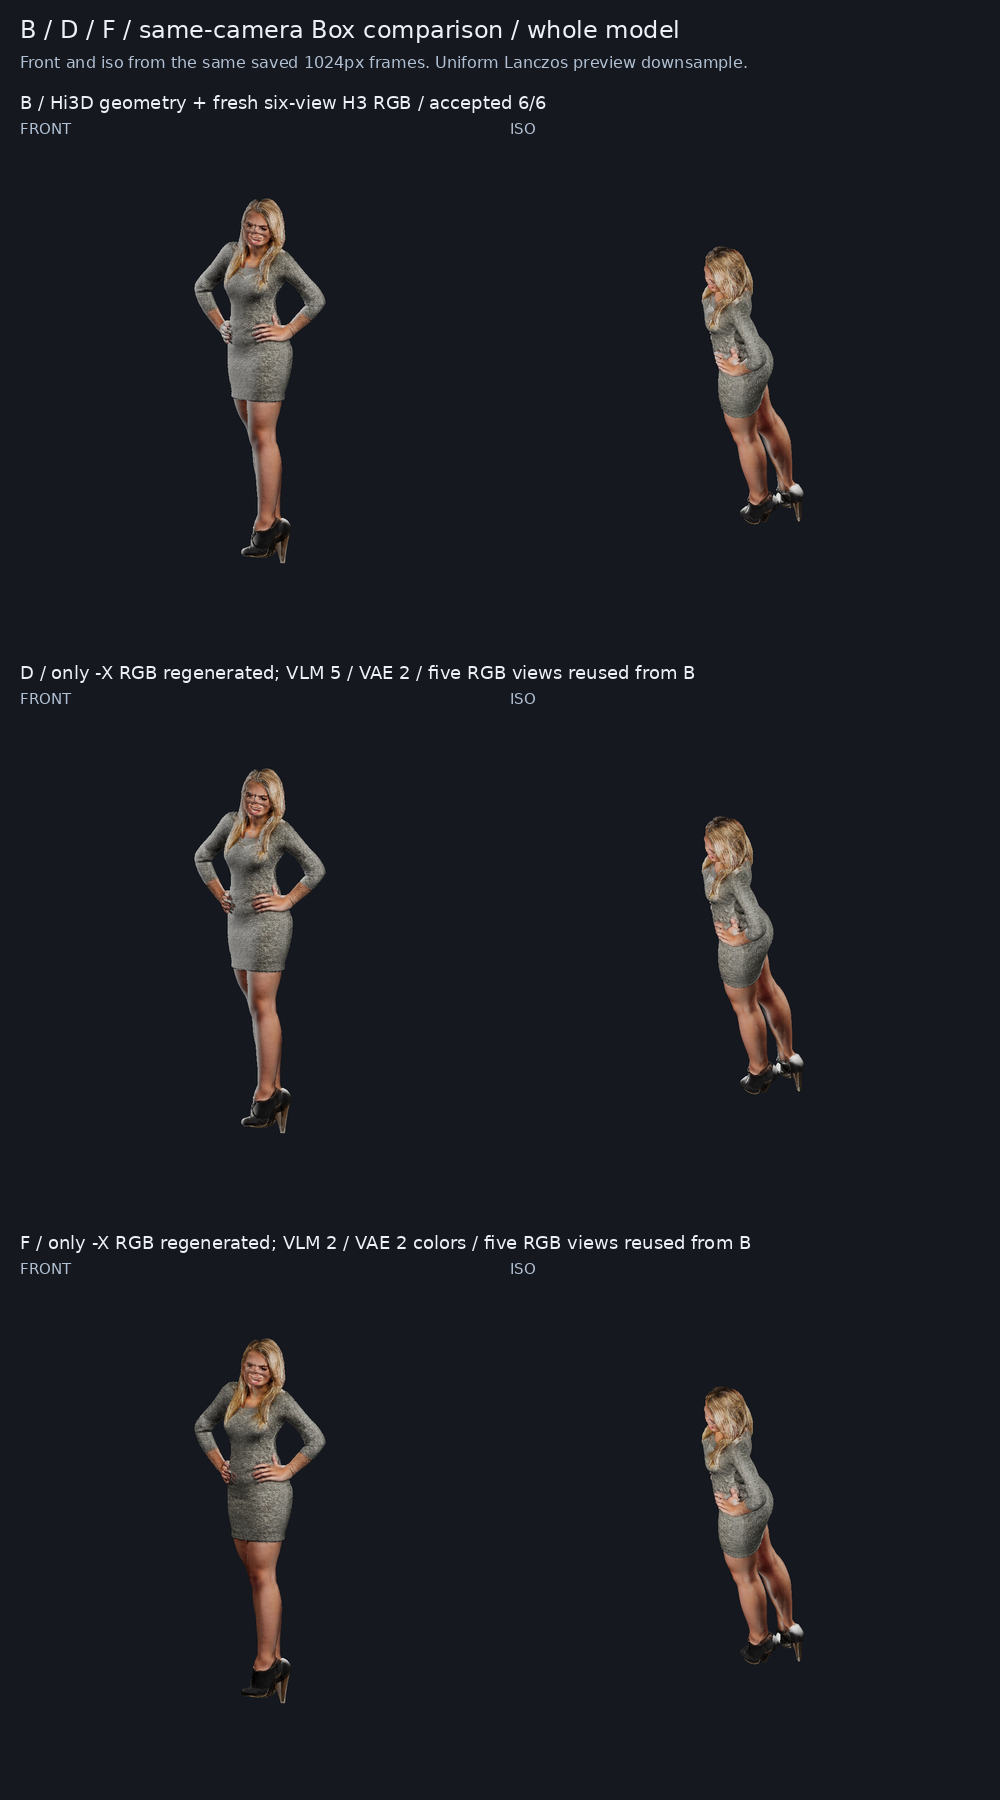 B / D / F / same-camera Box comparison / whole model
Front and iso from the same saved 1024px frames. Uniform Lanczos preview downsample.
B / Hi3D geometry + fresh six-view H3 RGB / accepted 6/6
FRONT ISO
D / only -X RGB regenerated; VLM 5 / VAE 2 / five RGB views reused from B
FRONT ISO
F / only -X RGB regenerated; VLM 2 / VAE 2 colors / five RGB views reused from B
FRONT ISO